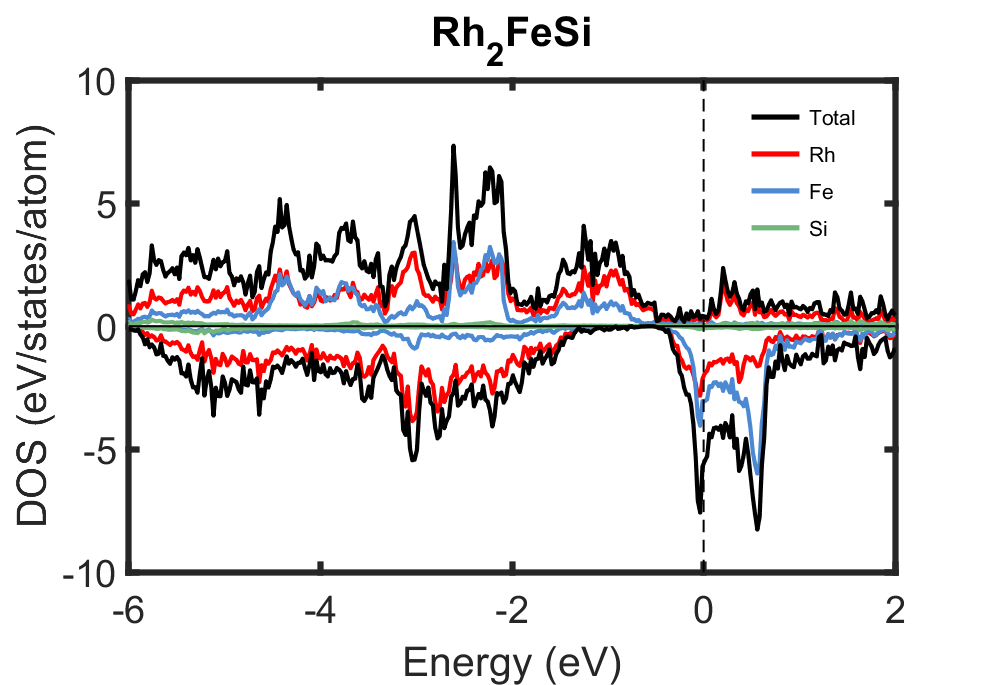 Rh2FeSi
10
5
0
-5
-10
DOS (eV/states/atom)
Total
Rh
Fe
Si
-6
-4
-2
0
2
Energy (eV)